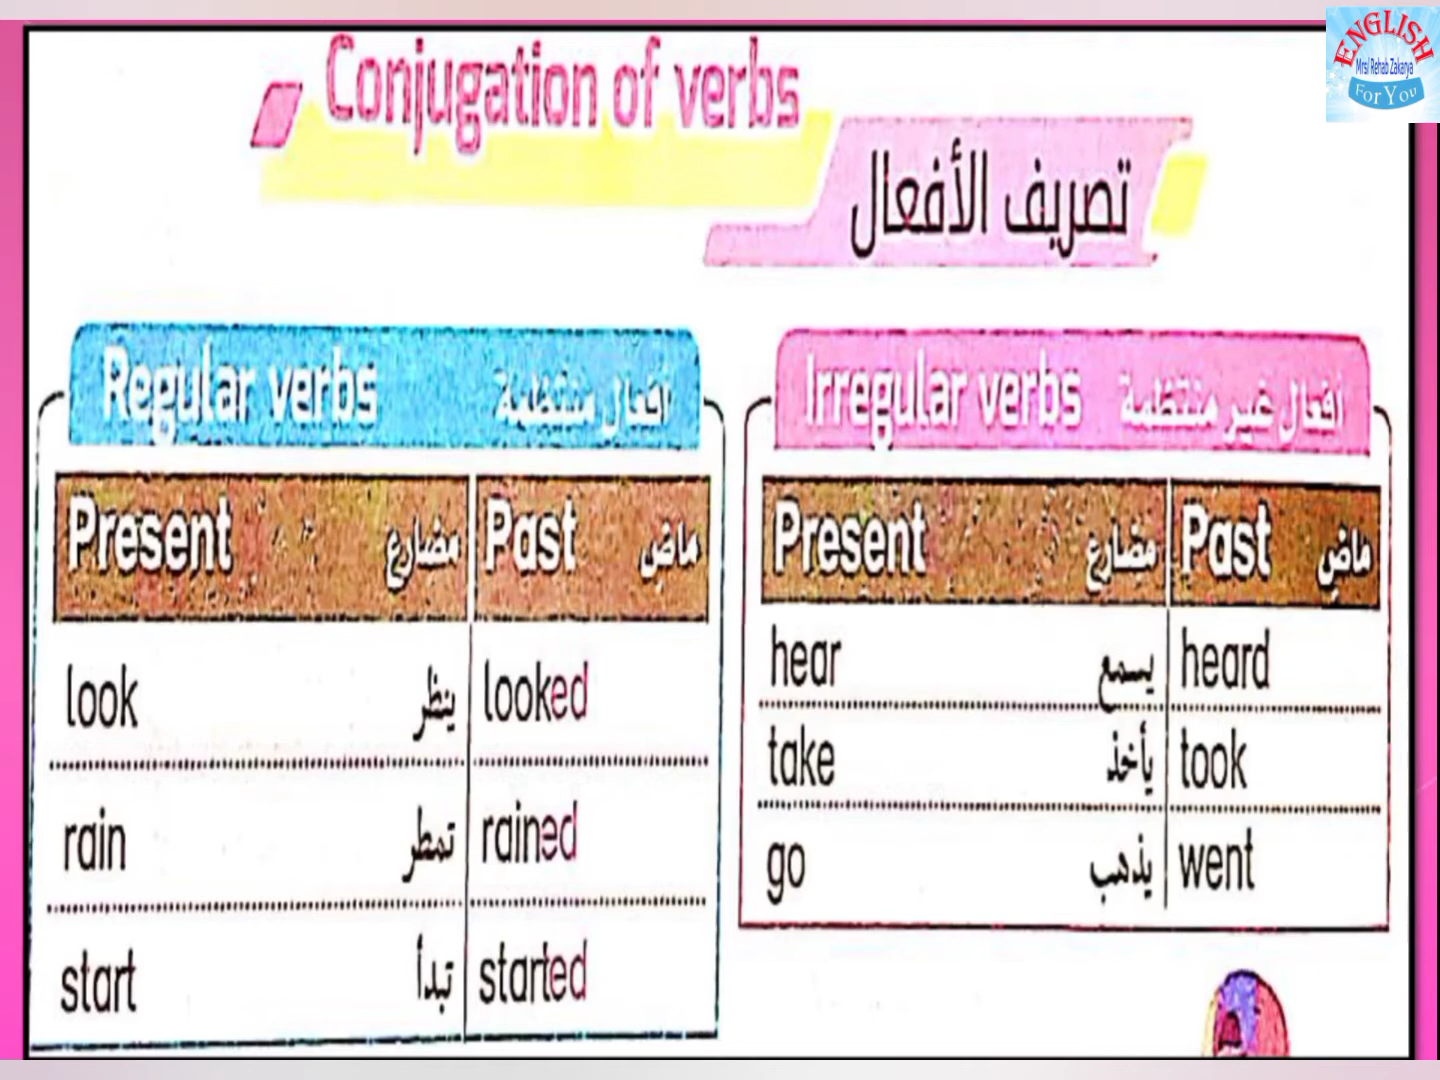 ENGLISH
Mrs/ Rehab Zakarya
For You
Conjugation of verbs
تصريف الأفعال
Regular verbs أفعال منتظمة
Present مضارع Past ماضي
look ينظر looked
rain تمطر rained
start تبدأ started
Irregular verbs أفعال غير منتظمة
Present مضارع Past ماضي
hear يسمع heard
take يأخذ took
go يذهب went